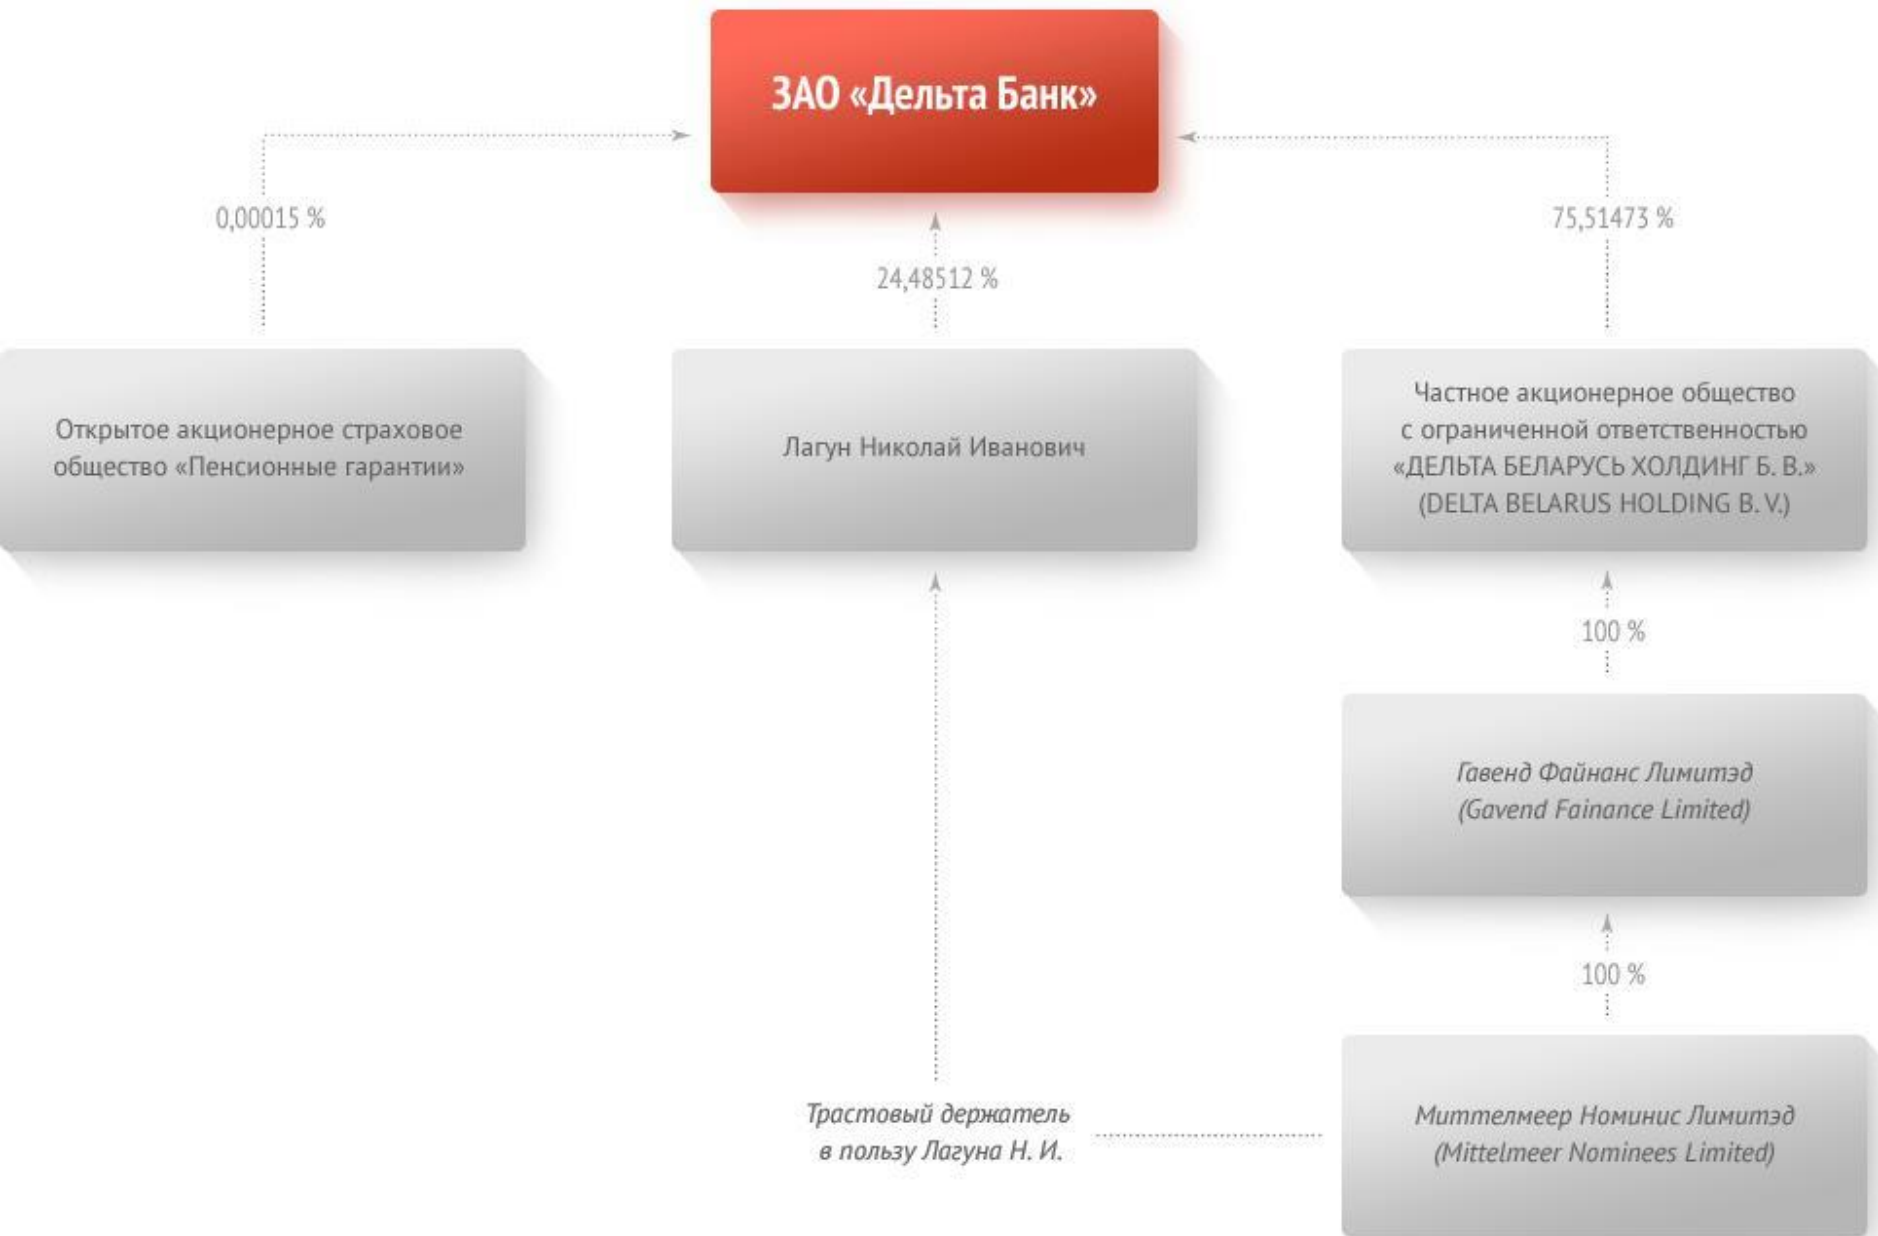 ЗАО «Дельта Банк»
0,00015 %
75,51473 %
24,48512 %
Открытое акционерное страховое
общество «Пенсионные гарантии»
Лагун Николай Иванович
Частное акционерное общество
с ограниченной ответственностью
«ДЕЛЬТА БЕЛАРУСЬ ХОЛДИНГ Б. В.»
(DELTA BELARUS HOLDING B. V.)
100 %
Гавенд Файнанс Лимитэд
(Gavend Fainance Limited)
100 %
Трастовый держатель
в пользу Лагуна Н. И.
Миттелмеер Номинис Лимитэд
(Mittelmeer Nominees Limited)